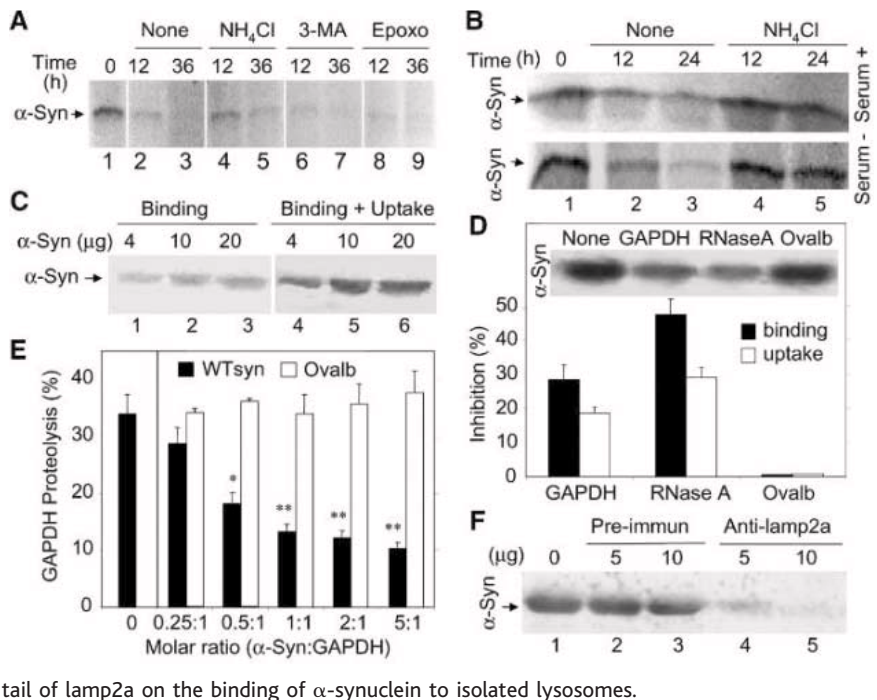 A
None NH₄Cl 3-MA Epoxo
Time (h) 0 12 36 12 36 12 36 12 36
α-Syn
1 2 3 4 5 6 7 8 9
B
None NH₄Cl
Time (h) 0 12 24 12 24
α-Syn
Serum +
α-Syn
Serum -
1 2 3 4 5
C
Binding Binding + Uptake
α-Syn (μg) 4 10 20 4 10 20
α-Syn
1 2 3 4 5 6
D
None GAPDH RNaseA Ovalb
α-Syn
Inhibition (%)
50
40
30
20
10
0
binding
uptake
GAPDH RNase A Ovalb
E
WTsyn Ovalb
GAPDH Proteolysis (%)
40
30
20
10
0
* ** ** **
0 0.25:1 0.5:1 1:1 2:1 5:1
Molar ratio (α-Syn:GAPDH)
F
Pre-immun Anti-lamp2a
(μg) 0 5 10 5 10
α-Syn
1 2 3 4 5
tail of lamp2a on the binding of α-synuclein to isolated lysosomes.